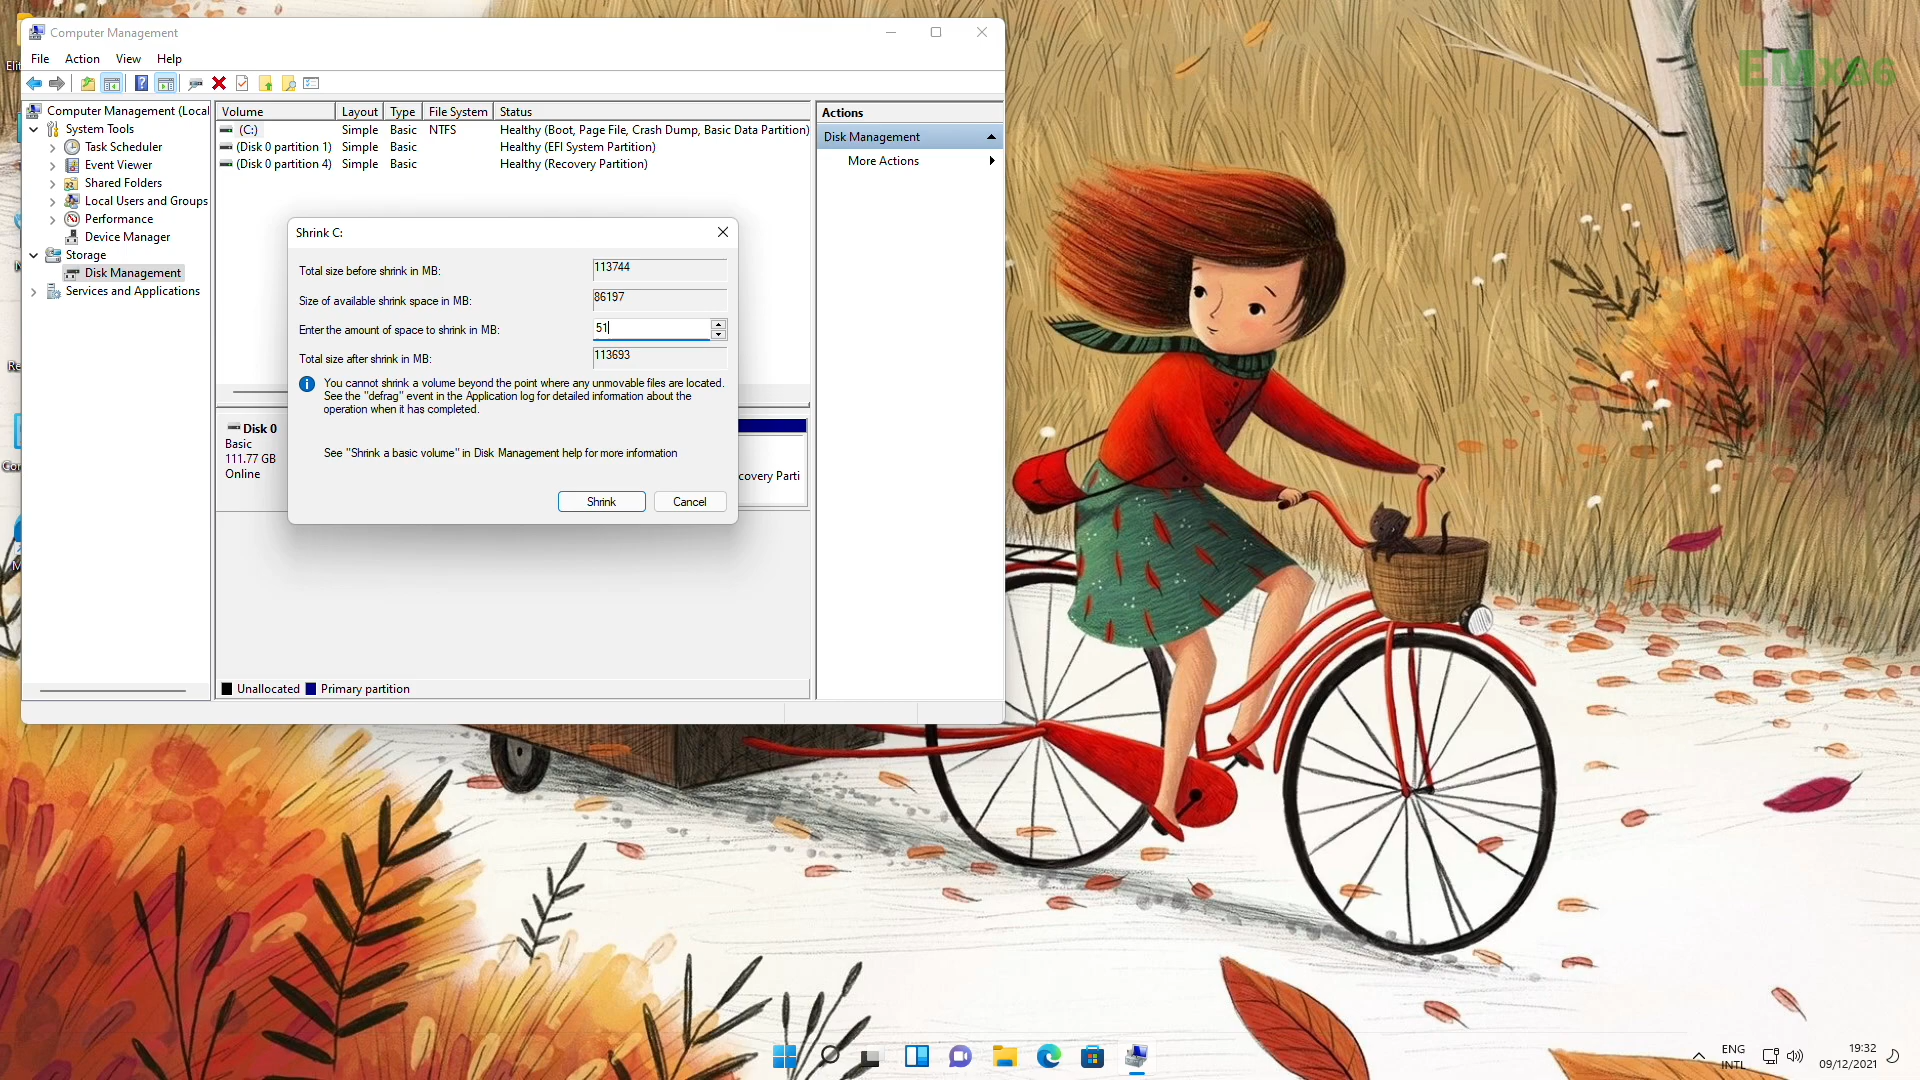 Computer Management
File Action View Help
Computer Management (Local
System Tools
Task Scheduler
Event Viewer
Shared Folders
Local Users and Groups
Performance
Device Manager
Storage
Disk Management
Services and Applications
Volume Layout Type File System Status
(C:) Simple Basic NTFS Healthy (Boot, Page File, Crash Dump, Basic Data Partition)
(Disk 0 partition 1) Simple Basic Healthy (EFI System Partition)
(Disk 0 partition 4) Simple Basic Healthy (Recovery Partition)
Actions
Disk Management
More Actions
Shrink C:
Total size before shrink in MB: 113744
Size of available shrink space in MB: 86197
Enter the amount of space to shrink in MB: 51
Total size after shrink in MB: 113693
You cannot shrink a volume beyond the point where any unmovable files are located.
See the "defrag" event in the Application log for detailed information about the
operation when it has completed.
See "Shrink a basic volume" in Disk Management help for more information
Shrink Cancel
Disk 0
Basic
111.77 GB
Online
covery Parti
Unallocated Primary partition
EMx86
ENG
INTL
19:32
09/12/2021